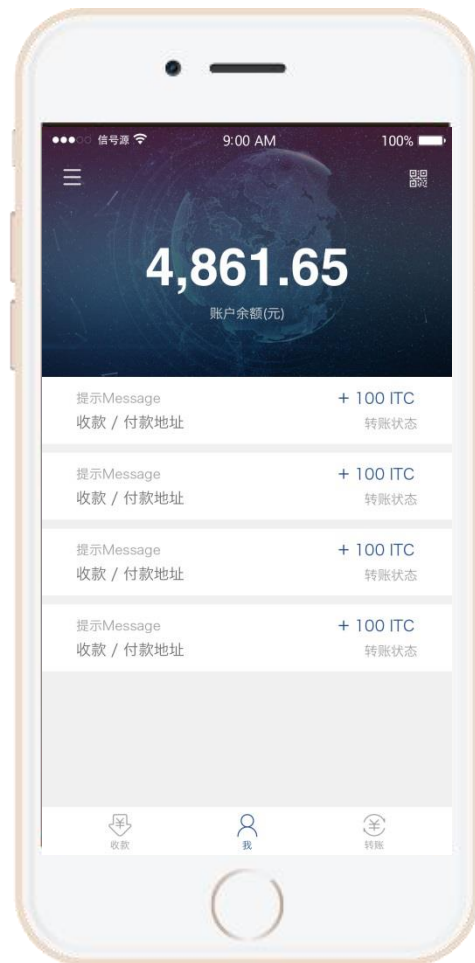 信号源 9:00 AM 100%
4,861.65
账户余额(元)
提示Message + 100 ITC
收款 / 付款地址 转账状态
提示Message + 100 ITC
收款 / 付款地址 转账状态
提示Message + 100 ITC
收款 / 付款地址 转账状态
提示Message + 100 ITC
收款 / 付款地址 转账状态
收款 我 转账